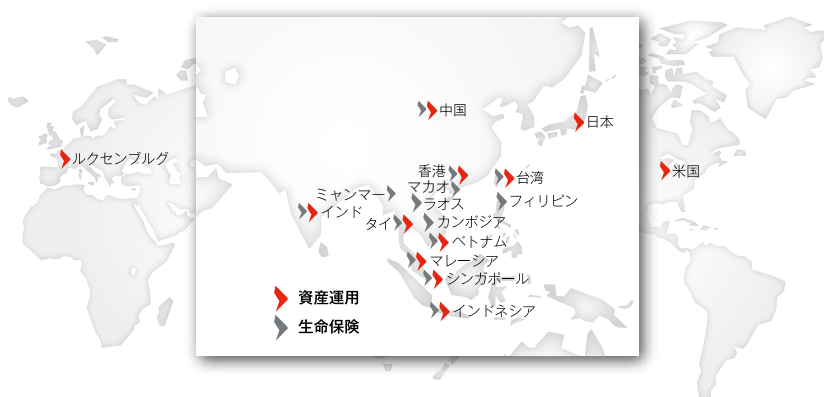 中国
日本
ルクセンブルグ
香港
台湾
米国
マカオ
ミャンマー
ラオス
フィリピン
インド
タイ
カンボジア
ベトナム
マレーシア
シンガポール
資産運用
インドネシア
生命保険